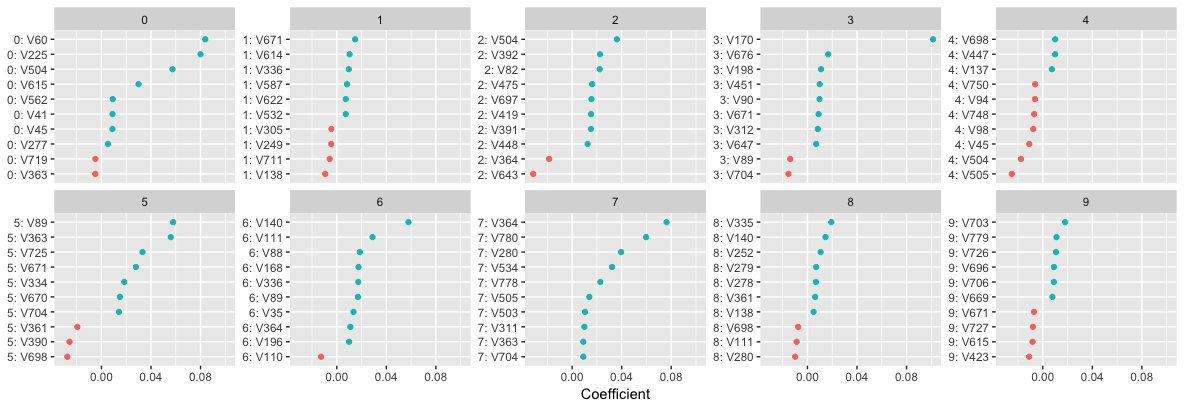 0
1
2
3
4
0: V60
0: V225
0: V504
0: V615
0: V562
0: V41
0: V45
0: V277
0: V719
0: V363
1: V671
1: V614
1: V336
1: V587
1: V622
1: V532
1: V305
1: V249
1: V711
1: V138
2: V504
2: V392
2: V82
2: V475
2: V697
2: V419
2: V391
2: V448
2: V364
2: V643
3: V170
3: V676
3: V198
3: V451
3: V90
3: V671
3: V312
3: V647
3: V89
3: V704
4: V698
4: V447
4: V137
4: V750
4: V94
4: V748
4: V98
4: V45
4: V504
4: V505
5
6
7
8
9
5: V89
5: V363
5: V725
5: V671
5: V334
5: V670
5: V704
5: V361
5: V390
5: V698
6: V140
6: V111
6: V88
6: V168
6: V336
6: V89
6: V35
6: V364
6: V196
6: V110
7: V364
7: V780
7: V280
7: V534
7: V778
7: V505
7: V503
7: V311
7: V363
7: V704
8: V335
8: V140
8: V252
8: V279
8: V278
8: V361
8: V138
8: V698
8: V111
8: V280
9: V703
9: V779
9: V726
9: V696
9: V706
9: V669
9: V671
9: V727
9: V615
9: V423
0.00 0.04 0.08
0.00 0.04 0.08
0.00 0.04 0.08
0.00 0.04 0.08
0.00 0.04 0.08
Coefficient